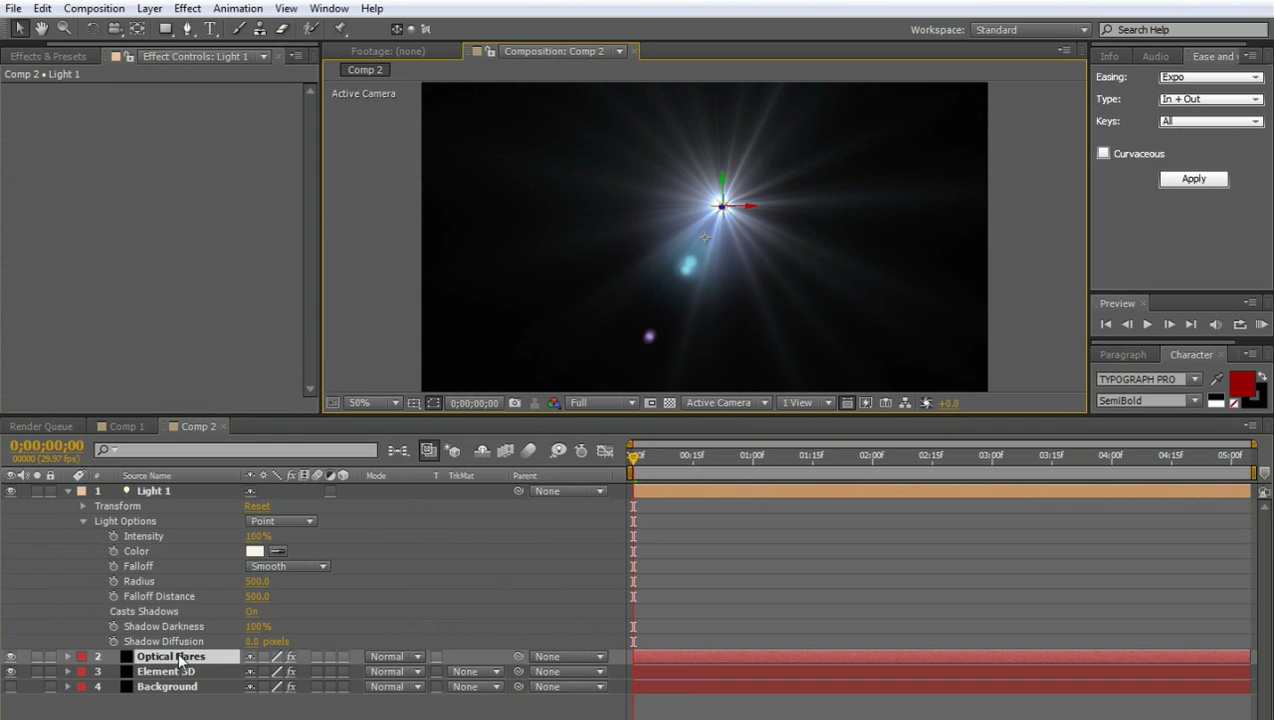 File Edit Composition Layer Effect Animation View Window Help
Workspace: Standard Search Help
Effects & Presets Effect Controls: Light 1 Footage: (none) Composition: Comp 2 Info Audio Ease and
Comp 2 • Light 1 Comp 2
Active Camera
Easing: Expo
Type: In + Out
Keys: All
Curvaceous
Apply
Preview
Paragraph Character
TYPOGRAPH PRO
SemiBold
50% 0;00;00;00 Full Active Camera 1 View +0.0
Render Queue Comp 1 Comp 2
0;00;00;00
00000 (29.97 fps)
00f 00:15f 01:00f 01:15f 02:00f 02:15f 03:00f 03:15f 04:00f 04:15f 05:00f
# Source Name fx Mode T TrkMat Parent
1 Light 1 None
Transform Reset
Light Options Point
Intensity 100%
Color
Falloff Smooth
Radius 500.0
Falloff Distance 500.0
Casts Shadows On
Shadow Darkness 100%
Shadow Diffusion 0.0 pixels
2 Optical Flares fx Normal None
3 Element 3D fx Normal None None
4 Background fx Normal None None